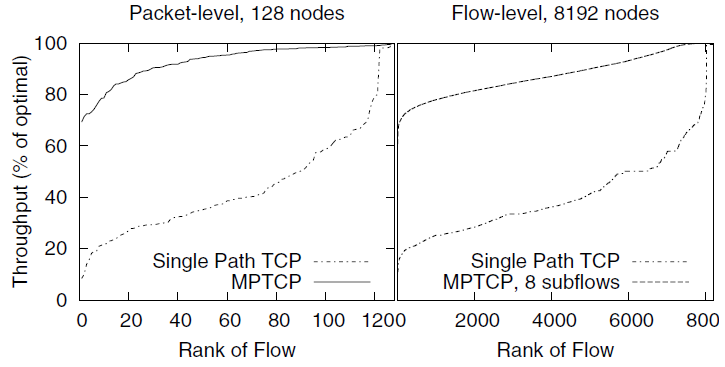 Packet-level, 128 nodes
Flow-level, 8192 nodes
Throughput (% of optimal)
100
80
60
40
20
0
Single Path TCP
MPTCP
Single Path TCP
MPTCP, 8 subflows
0 20 40 60 80 100 1200
2000 4000 6000 800
Rank of Flow
Rank of Flow